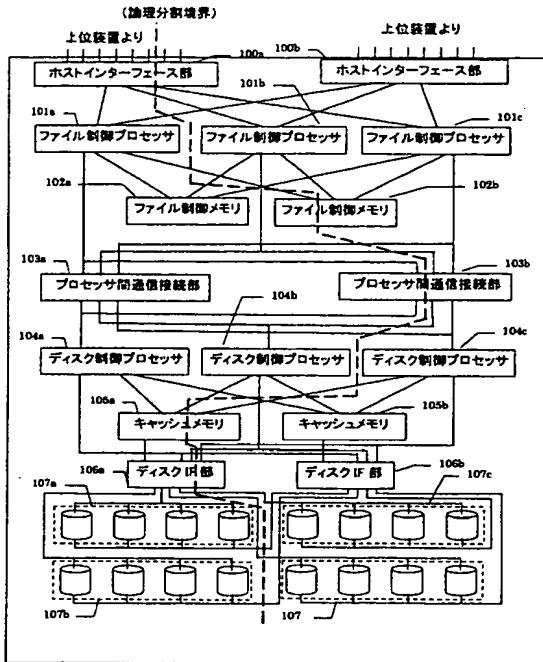 (論理分割境界)
上位装置より
上位装置より
100a
100b
ホストインターフェース部
ホストインターフェース部
101b
101a
101c
ファイル制御プロセッサ
ファイル制御プロセッサ
ファイル制御プロセッサ
102a
102b
ファイル制御メモリ
ファイル制御メモリ
103a
103b
プロセッサ間通信接続部
プロセッサ間通信接続部
104b
104a
104c
ディスク制御プロセッサ
ディスク制御プロセッサ
ディスク制御プロセッサ
105a
105b
キャッシュメモリ
キャッシュメモリ
106a
106b
ディスクIF部
ディスクIF部
107a
107c
107b
107